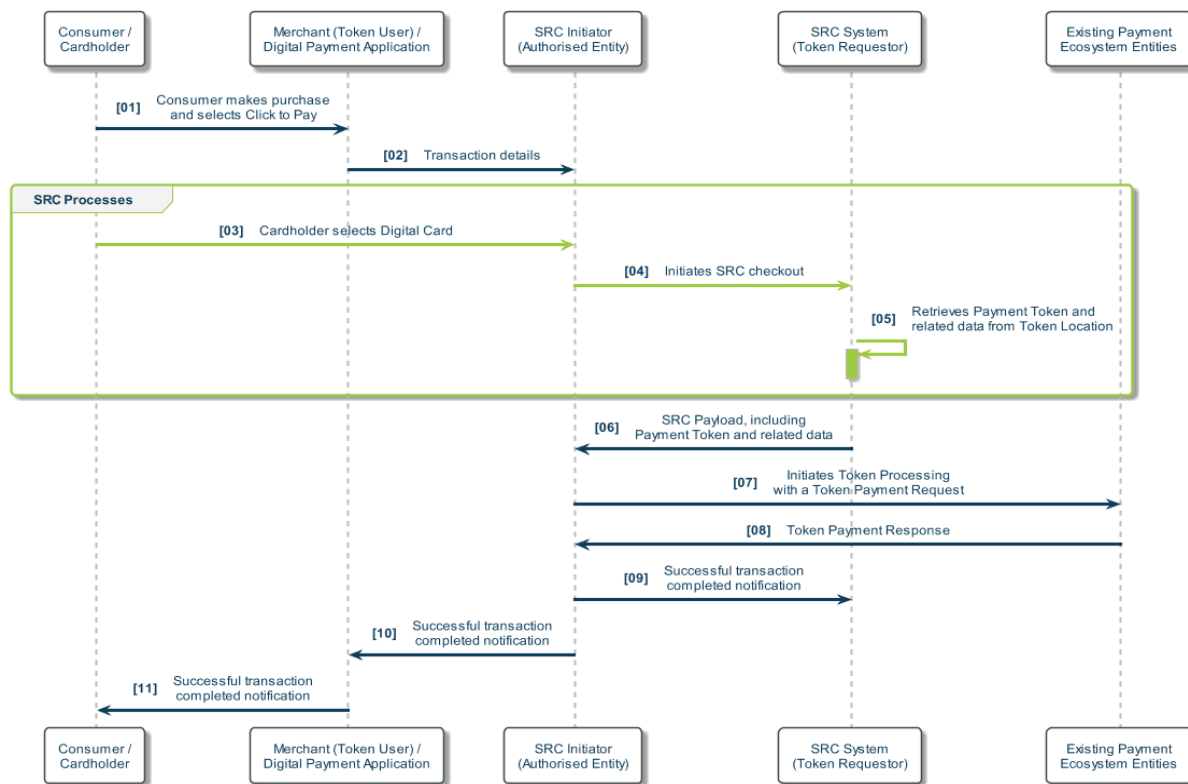 Consumer /
Cardholder
Merchant (Token User) /
Digital Payment Application
SRC Initiator
(Authorised Entity)
SRC System
(Token Requestor)
Existing Payment
Ecosystem Entities
[01] Consumer makes purchase
and selects Click to Pay
[02] Transaction details
SRC Processes
[03] Cardholder selects Digital Card
[04] Initiates SRC checkout
[05] Retrieves Payment Token and
related data from Token Location
[06] SRC Payload, including
Payment Token and related data
[07] Initiates Token Processing
with a Token Payment Request
[08] Token Payment Response
[09] Successful transaction
completed notification
[10] Successful transaction
completed notification
[11] Successful transaction
completed notification
Consumer /
Cardholder
Merchant (Token User) /
Digital Payment Application
SRC Initiator
(Authorised Entity)
SRC System
(Token Requestor)
Existing Payment
Ecosystem Entities